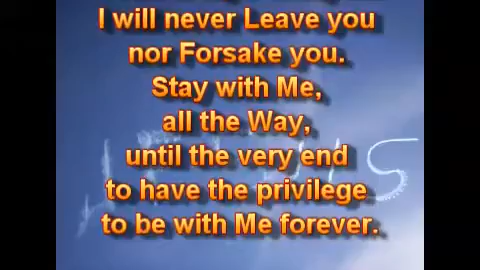 I will never Leave you
nor Forsake you.
Stay with Me,
all the Way,
until the very end
to have the privilege
to be with Me forever.